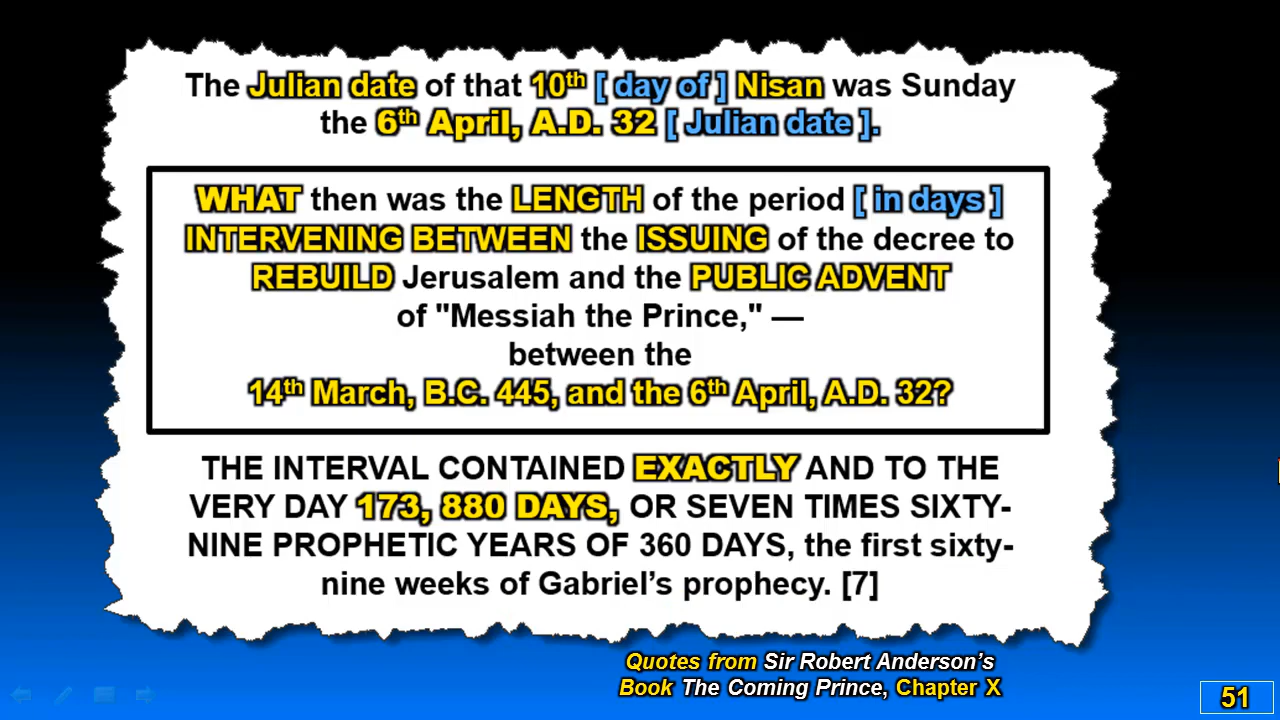 The Julian date of that 10th [ day of ] Nisan was Sunday
the 6th April, A.D. 32 [ Julian date ].
WHAT then was the LENGTH of the period [ in days ]
INTERVENING BETWEEN the ISSUING of the decree to
REBUILD Jerusalem and the PUBLIC ADVENT
of "Messiah the Prince," —
between the
14th March, B.C. 445, and the 6th April, A.D. 32?
THE INTERVAL CONTAINED EXACTLY AND TO THE
VERY DAY 173, 880 DAYS, OR SEVEN TIMES SIXTY-
NINE PROPHETIC YEARS OF 360 DAYS, the first sixty-
nine weeks of Gabriel’s prophecy. [7]
Quotes from Sir Robert Anderson’s
Book The Coming Prince, Chapter X
51